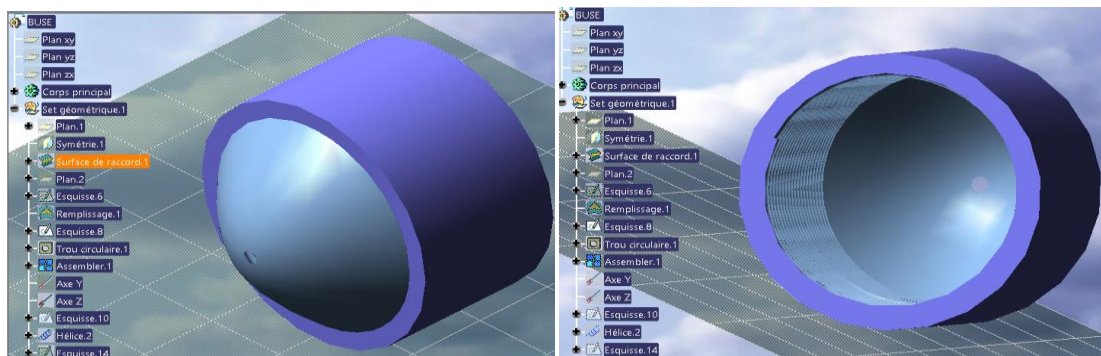 BUSE
Plan xy
Plan yz
Plan zx
Corps principal
Set géométrique.1
Plan.1
Symétrie.1
Surface de raccord.1
Plan.2
Esquisse.6
Remplissage.1
Esquisse.8
Trou circulaire.1
Assembler.1
Axe Y
Axe Z
Esquisse.10
Hélice.2
Esquisse.14
BUSE
Plan xy
Plan yz
Plan zx
Corps principal
Set géométrique.1
Plan.1
Symétrie.1
Surface de raccord.1
Plan.2
Esquisse.6
Remplissage.1
Esquisse.8
Trou circulaire.1
Assembler.1
Axe Y
Axe Z
Esquisse.10
Hélice.2
Esquisse.14